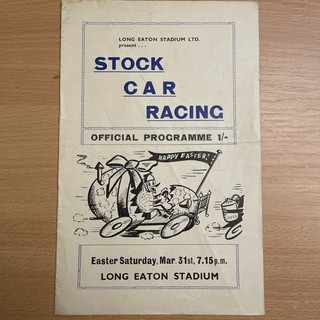 LONG EATON STADIUM LTD.
present . . .
STOCK
CAR
RACING
OFFICIAL PROGRAMME 1/-
HAPPY EASTER!
Easter Saturday, Mar. 31st, 7.15 p.m.
LONG EATON STADIUM